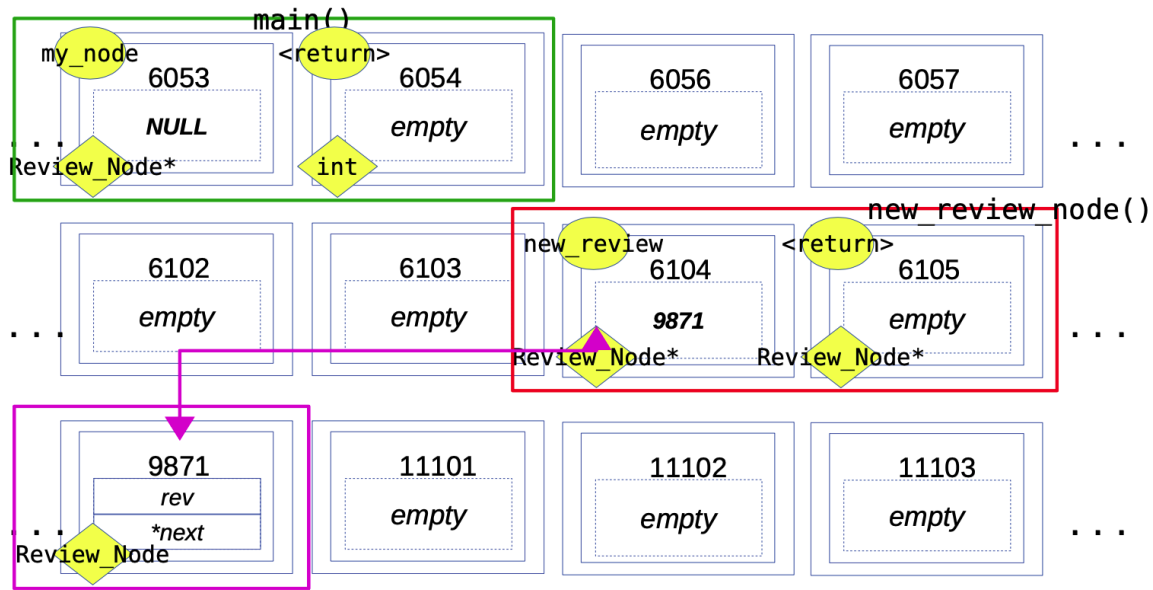 main()
my_node <return>
6053 6054 6056 6057
NULL empty empty empty
... ...
Review_Node* int
new_review_node()
new_review <return>
6102 6103 6104 6105
empty empty 9871 empty
... ...
Review_Node* Review_Node*
9871 11101 11102 11103
rev
empty empty empty
*next
... ...
Review_Node